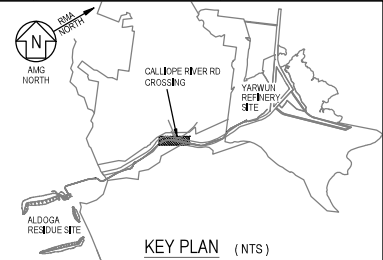 RMA
NORTH
N
AMG
NORTH
CALLIOPE RIVER RD
CROSSING
YARWUN
REFINERY
SITE
ALDOGA
RESIDUE SITE
KEY PLAN ( NTS )